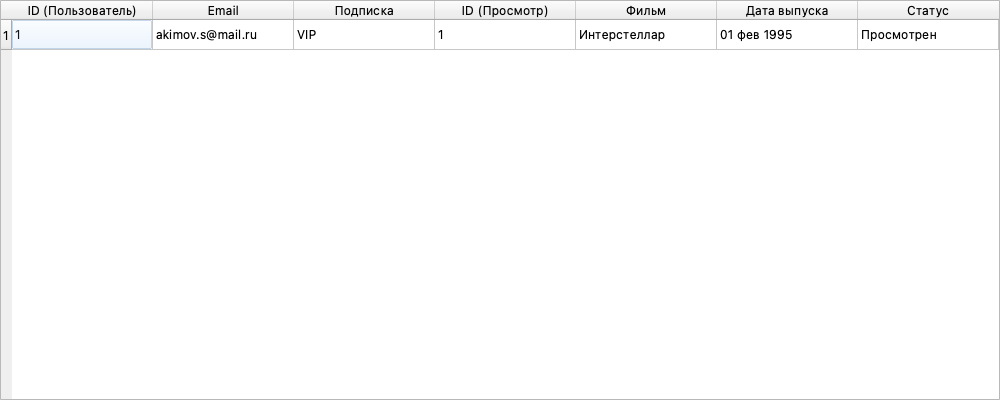 ID (Пользователь) Email Подписка ID (Просмотр) Фильм Дата выпуска Статус
1 1 akimov.s@mail.ru VIP 1 Интерстеллар 01 фев 1995 Просмотрен